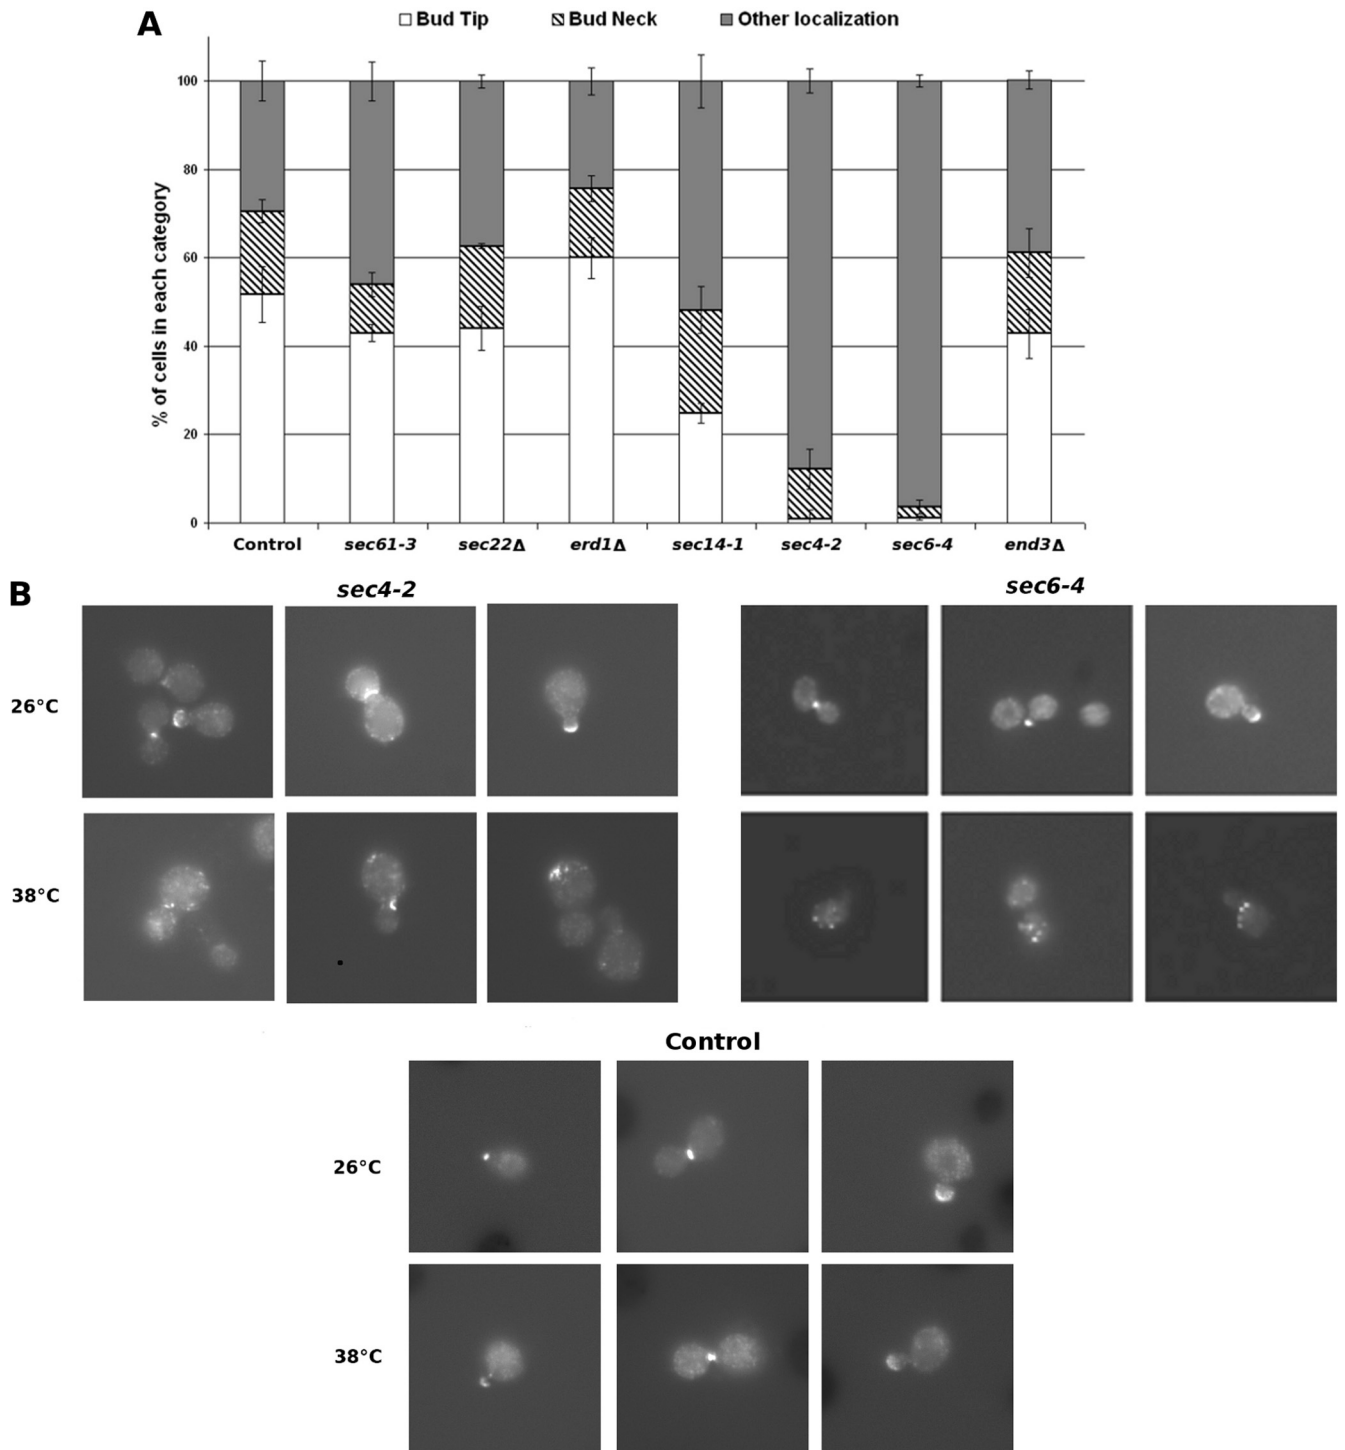 A
Bud Tip Bud Neck Other localization
% of cells in each category
100
80
60
40
20
0
Control sec61-3 sec22Δ erd1Δ sec14-1 sec4-2 sec6-4 end3Δ
B
sec4-2 sec6-4
26°C
38°C
Control
26°C
38°C